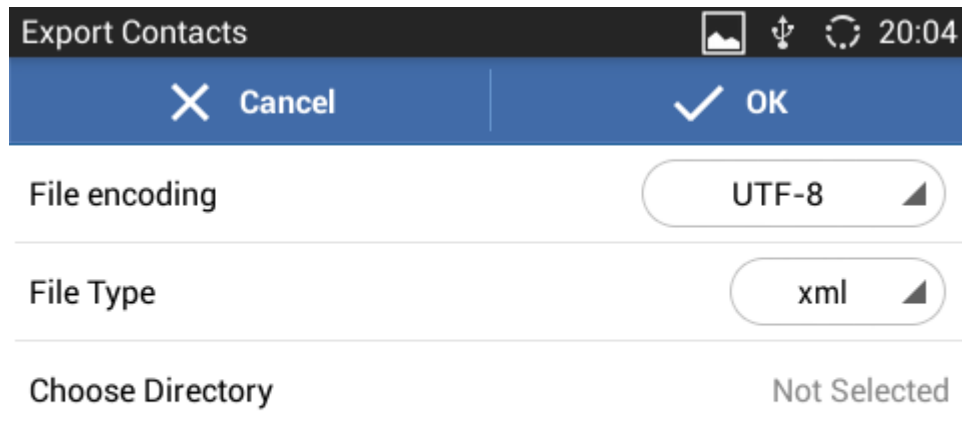 Export Contacts 20:04
Cancel OK
File encoding UTF-8
File Type xml
Choose Directory Not Selected